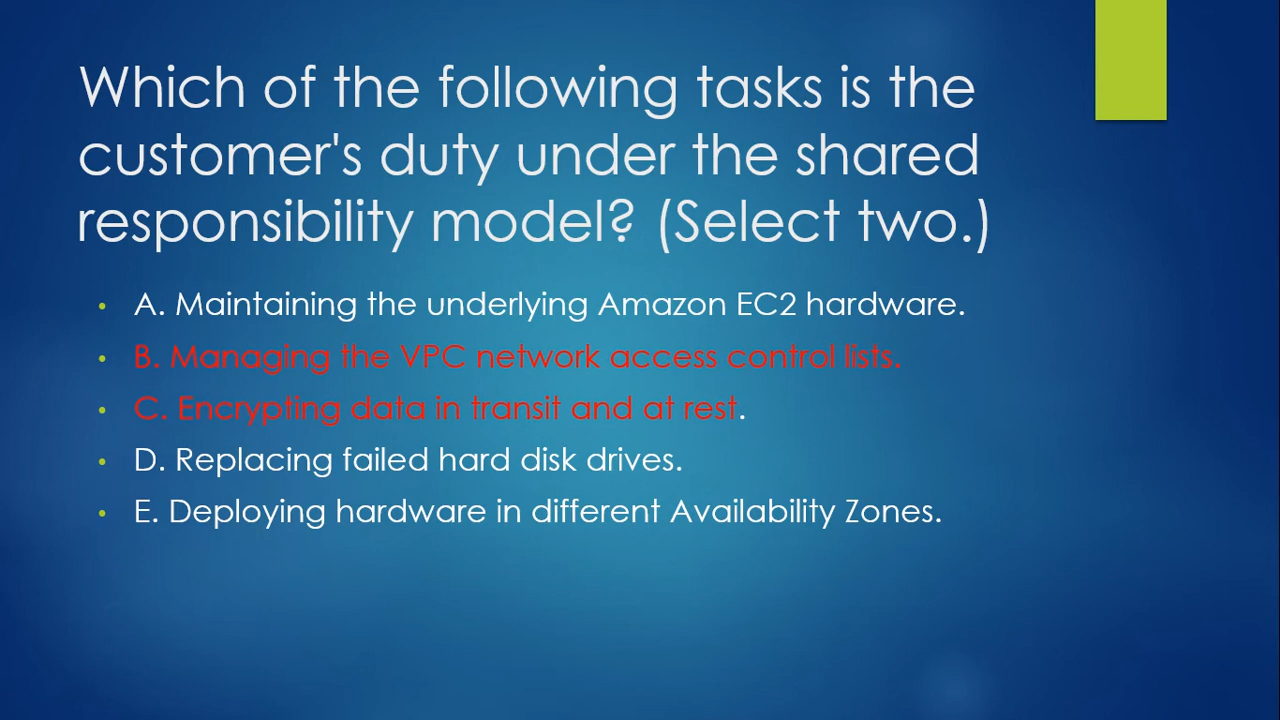 Which of the following tasks is the
customer's duty under the shared
responsibility model? (Select two.)
• A. Maintaining the underlying Amazon EC2 hardware.
• B. Managing the VPC network access control lists.
• C. Encrypting data in transit and at rest.
• D. Replacing failed hard disk drives.
• E. Deploying hardware in different Availability Zones.